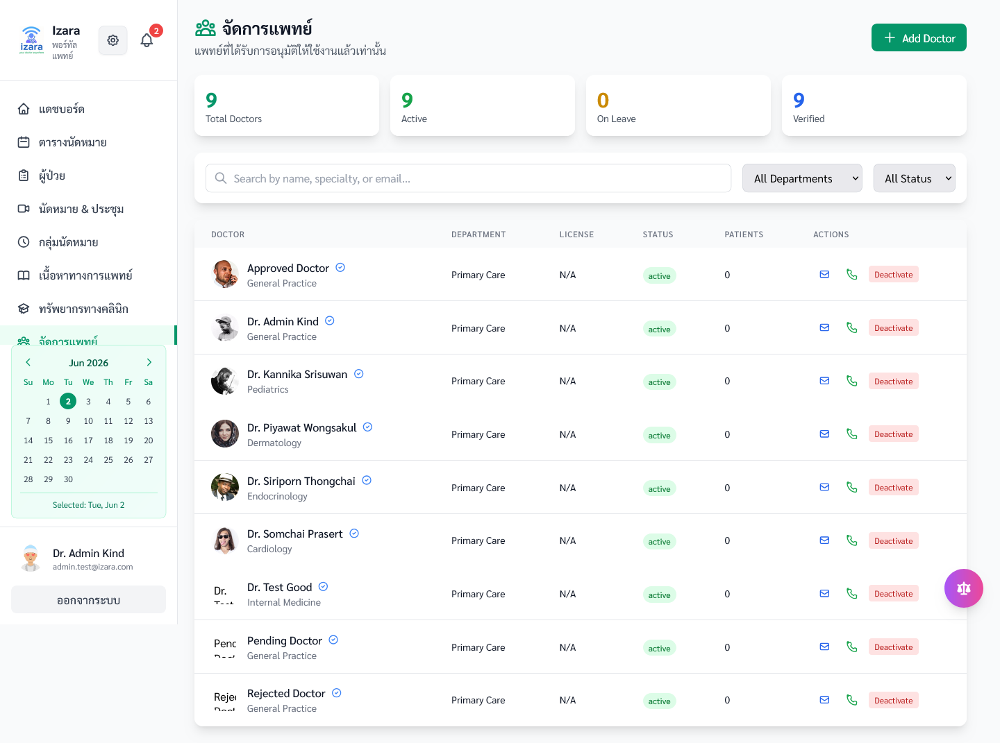 Izara
พอร์ทัล
แพทย์
izara
2
แดชบอร์ด
ตารางนัดหมาย
ผู้ป่วย
นัดหมาย & ประชุม
กลุ่มนัดหมาย
เนื้อหาทางการแพทย์
ทรัพยากรทางคลินิก
จัดการแพทย์
Jun 2026
Su Mo Tu We Th Fr Sa
1 2 3 4 5 6
7 8 9 10 11 12 13
14 15 16 17 18 19 20
21 22 23 24 25 26 27
28 29 30
Selected: Tue, Jun 2
Dr. Admin Kind
admin.test@izara.com
ออกจากระบบ
จัดการแพทย์
แพทย์ที่ได้รับการอนุมัติให้ใช้งานแล้วเท่านั้น
Add Doctor
9
Total Doctors
9
Active
0
On Leave
9
Verified
Search by name, specialty, or email...
All Departments
All Status
DOCTOR DEPARTMENT LICENSE STATUS PATIENTS ACTIONS
Approved Doctor
General Practice
Primary Care N/A active 0 Deactivate
Dr. Admin Kind
General Practice
Primary Care N/A active 0 Deactivate
Dr. Kannika Srisuwan
Pediatrics
Primary Care N/A active 0 Deactivate
Dr. Piyawat Wongsakul
Dermatology
Primary Care N/A active 0 Deactivate
Dr. Siriporn Thongchai
Endocrinology
Primary Care N/A active 0 Deactivate
Dr. Somchai Prasert
Cardiology
Primary Care N/A active 0 Deactivate
Dr.
Dr. Test Good
Internal Medicine
Primary Care N/A active 0 Deactivate
Pending Doctor
General Practice
Primary Care N/A active 0 Deactivate
Rejected Doctor
General Practice
Primary Care N/A active 0 Deactivate